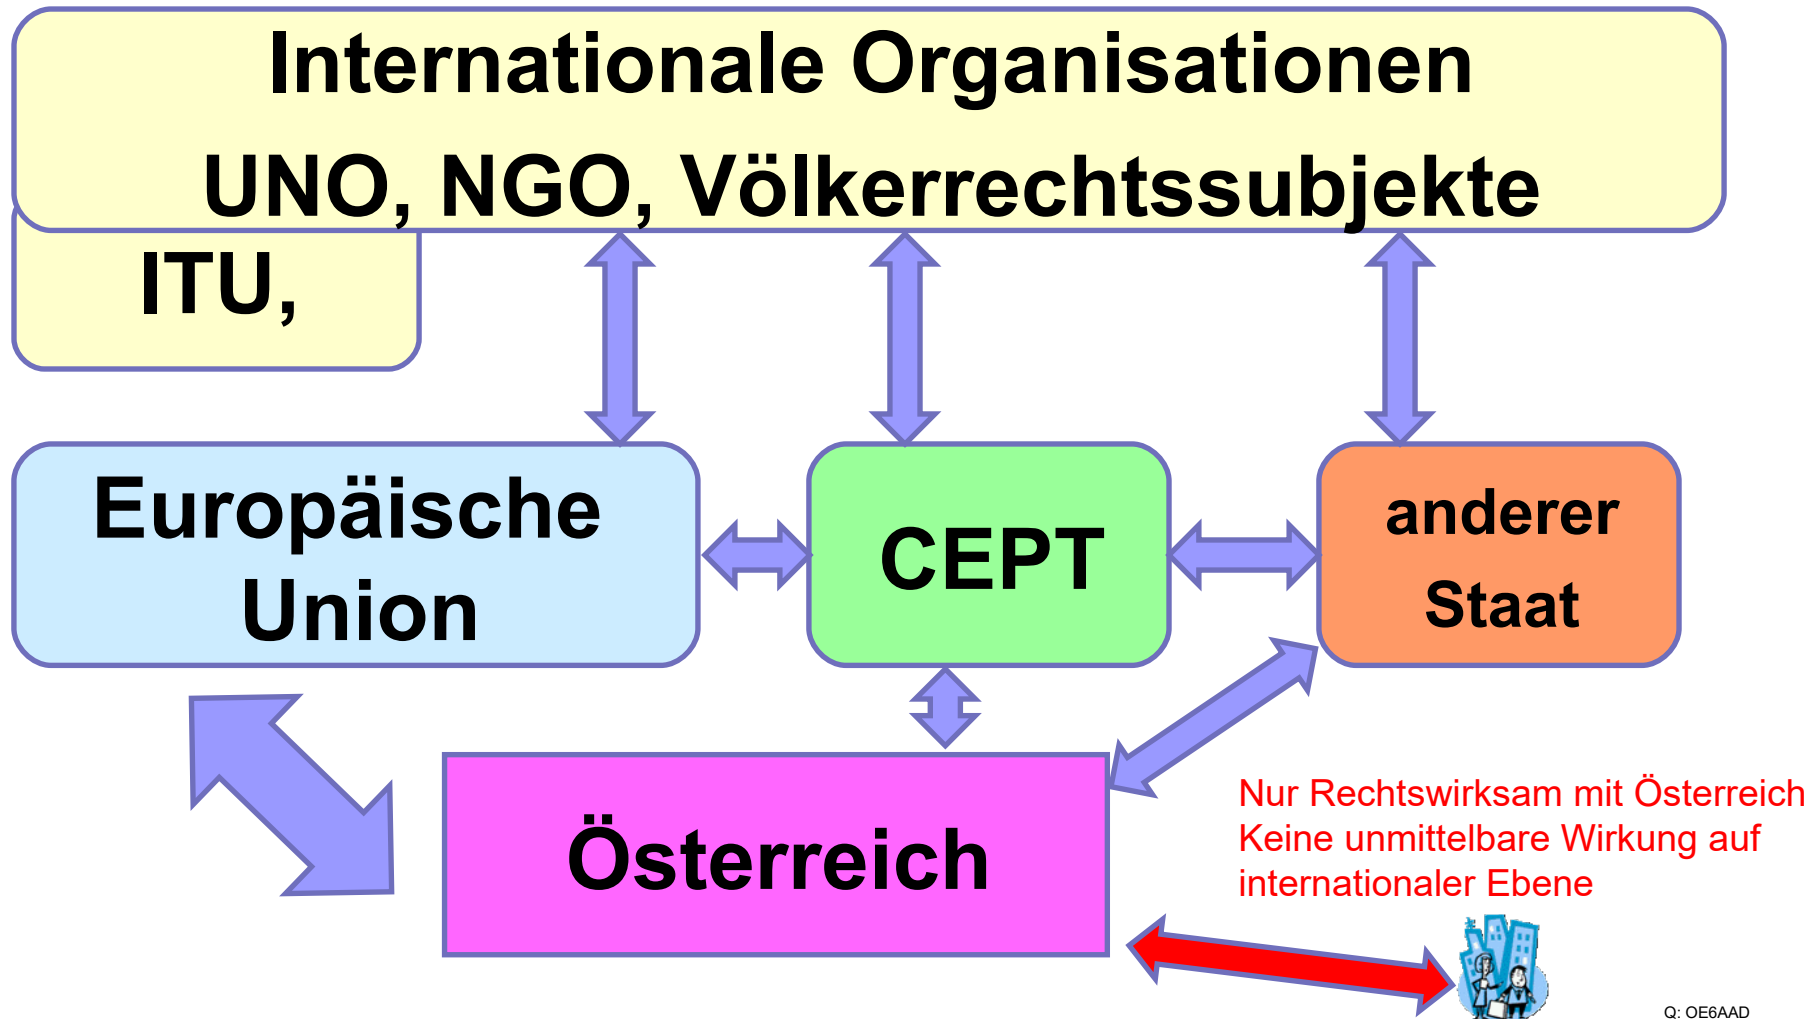 Internationale Organisationen
UNO, NGO, Völkerrechtssubjekte
ITU,
Europäische
Union
CEPT
anderer
Staat
Österreich
Nur Rechtswirksam mit Österreich
Keine unmittelbare Wirkung auf
internationaler Ebene
Q: OE6AAD